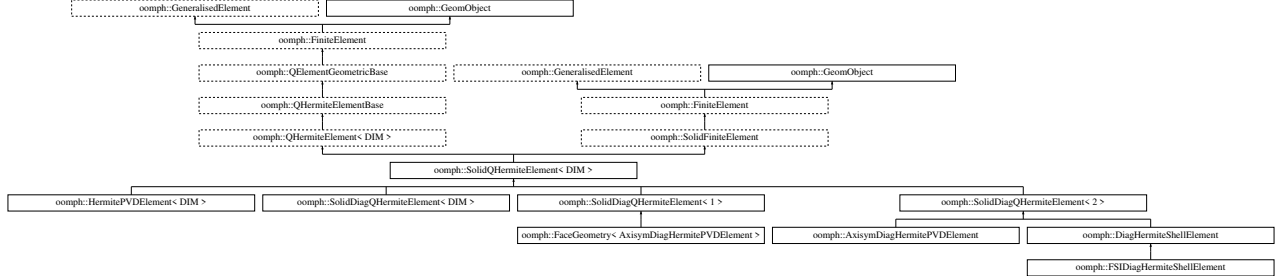 oomph::GeneralisedElement
oomph::GeomObject
oomph::FiniteElement
oomph::QElementGeometricBase
oomph::GeneralisedElement
oomph::GeomObject
oomph::QHermiteElementBase
oomph::FiniteElement
oomph::QHermiteElement< DIM >
oomph::SolidFiniteElement
oomph::SolidQHermiteElement< DIM >
oomph::HermitePVDElement< DIM >
oomph::SolidDiagQHermiteElement< DIM >
oomph::SolidDiagQHermiteElement< 1 >
oomph::SolidDiagQHermiteElement< 2 >
oomph::FaceGeometry< AxisymDiagHermitePVDElement >
oomph::AxisymDiagHermitePVDElement
oomph::DiagHermiteShellElement
oomph::FSIDiagHermiteShellElement